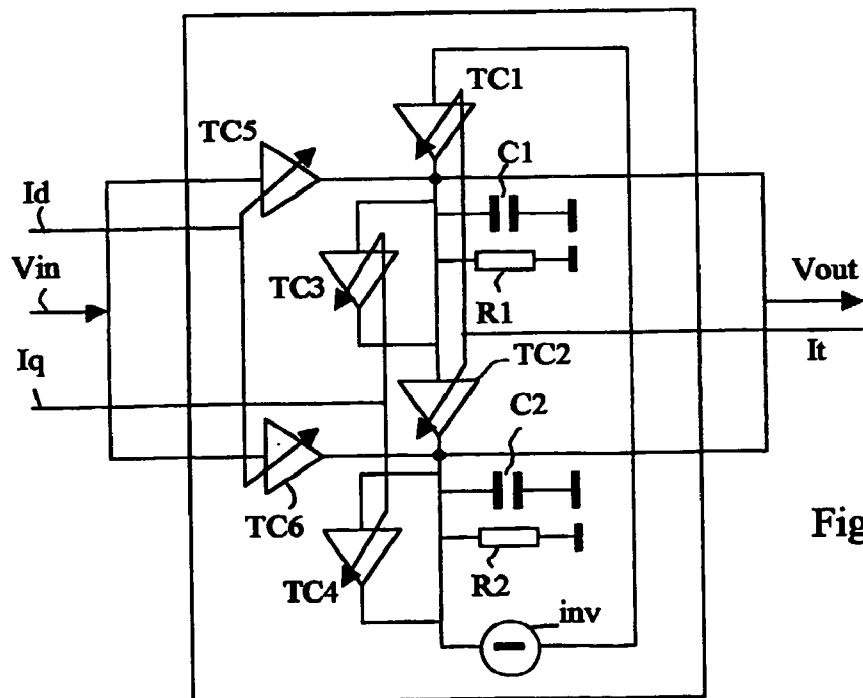 TC1
TC5
C1
Id
Vin
TC3
R1
Vout
Iq
TC2
It
C2
TC6
Fig
TC4
R2
inv